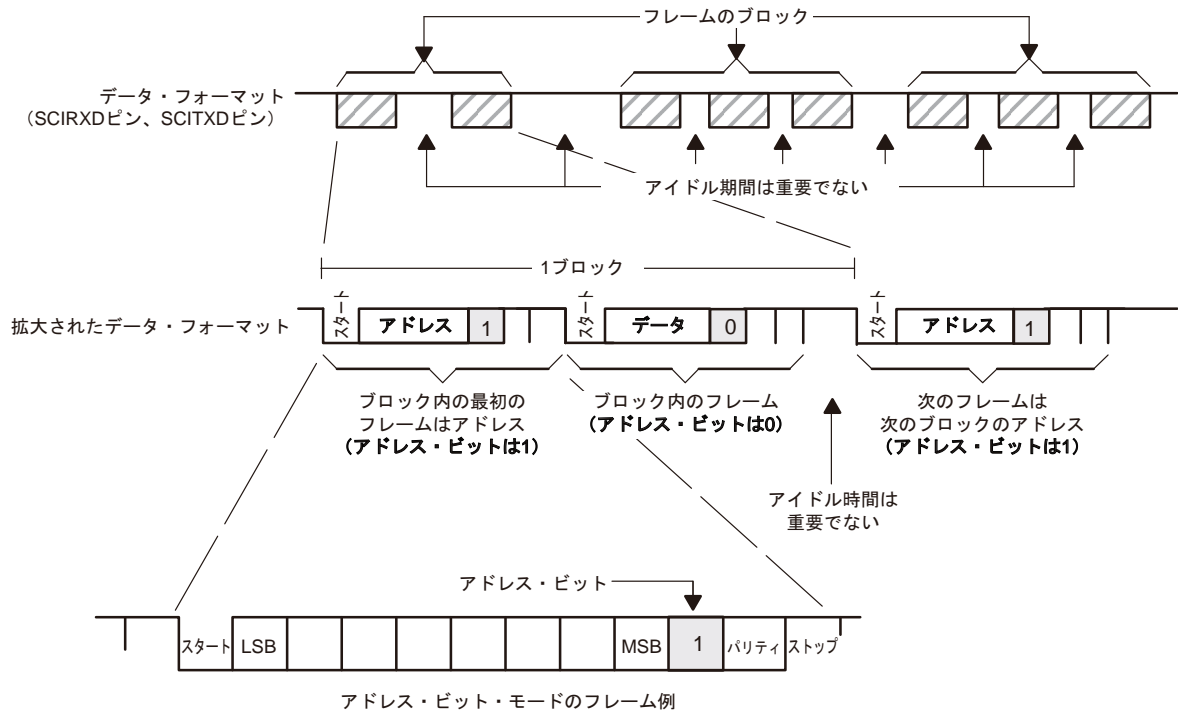 フレームのブロック
データ・フォーマット
（SCIRXDピン、SCITXDピン）
アイドル期間は重要でない
1ブロック
拡大されたデータ・フォーマット
スタート
アドレス
1
スタート
データ
0
スタート
アドレス
1
ブロック内の最初の
フレームはアドレス
（アドレス・ビットは1）
ブロック内のフレーム
（アドレス・ビットは0）
次のフレームは
次のブロックのアドレス
（アドレス・ビットは1）
アイドル時間は
重要でない
アドレス・ビット
スタート
LSB
MSB
1
パリティ
ストップ
アドレス・ビット・モードのフレーム例